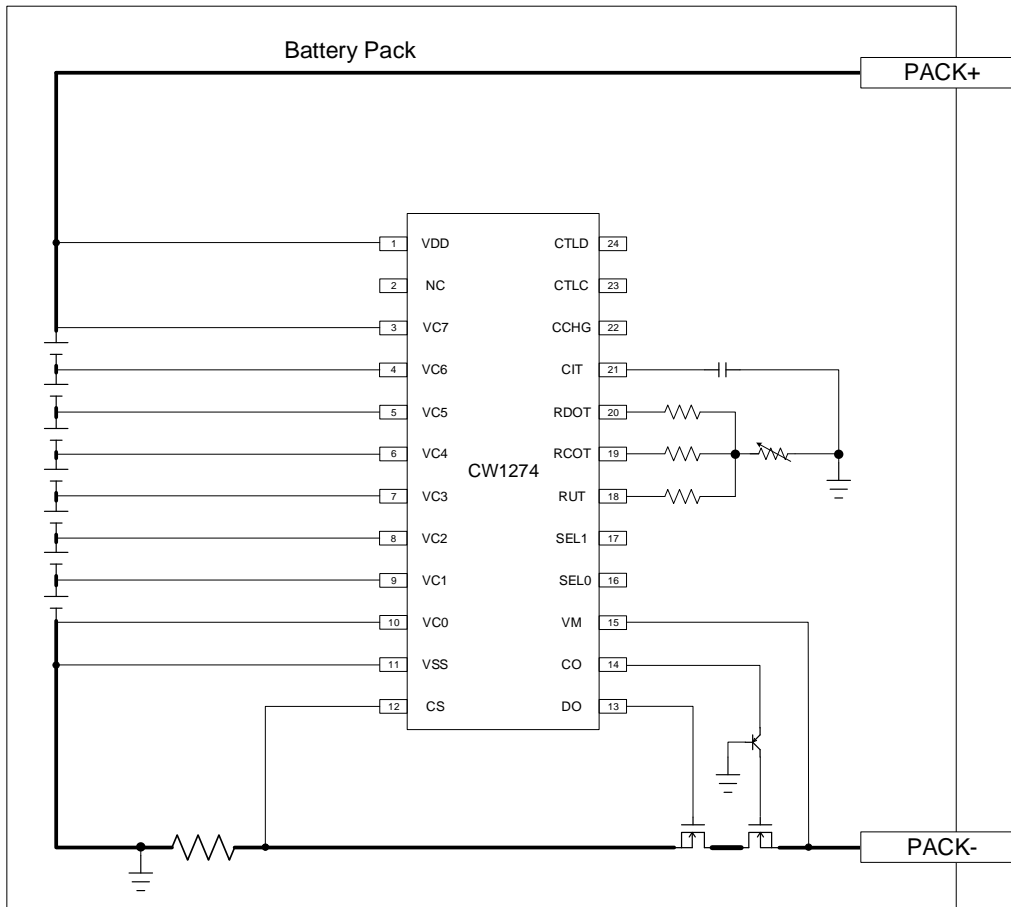 Battery Pack
PACK+
1 VDD CTLD 24
2 NC CTLC 23
3 VC7 CCHG 22
4 VC6 CIT 21
5 VC5 RDOT 20
6 VC4 RCOT 19
CW1274
7 VC3 RUT 18
8 VC2 SEL1 17
9 VC1 SEL0 16
10 VC0 VM 15
11 VSS CO 14
12 CS DO 13
PACK-